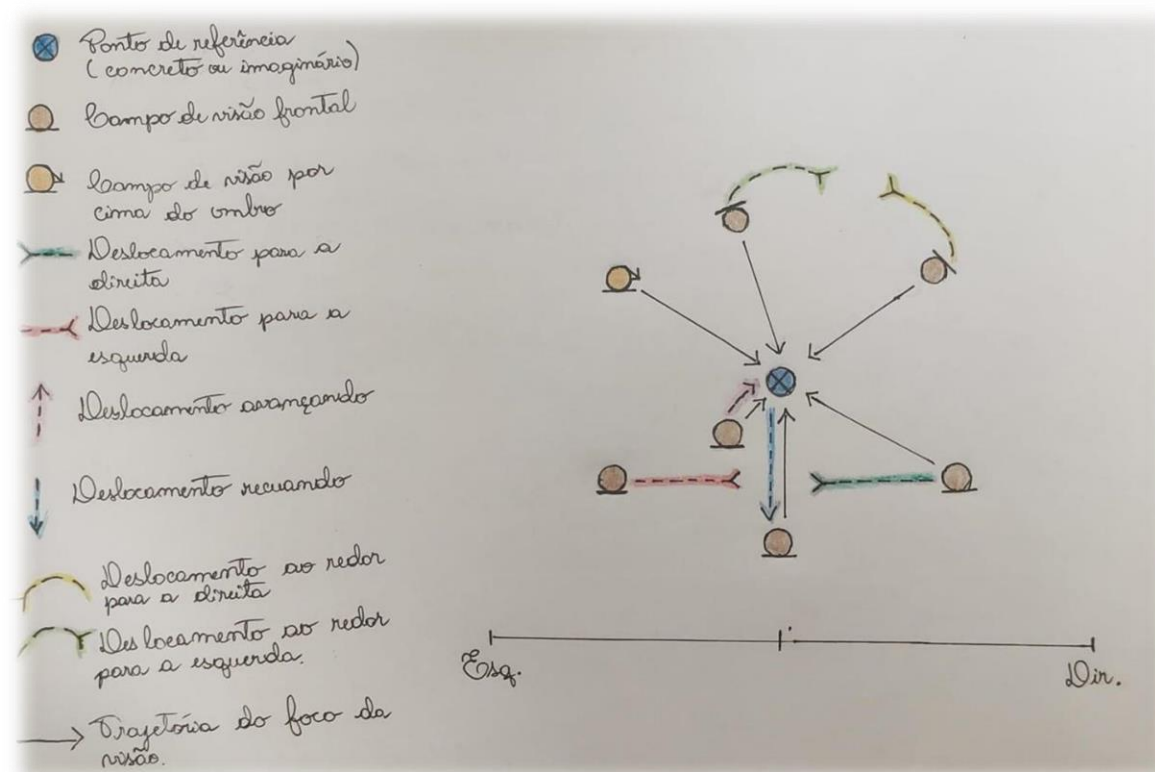 Ponto de referência
(concreto ou imaginário)
Campo de visão frontal
Campo de visão por
cima do ombro
Deslocamento para a
direita
Deslocamento para a
esquerda
Deslocamento avançando
Deslocamento recuando
Deslocamento ao redor
para a direita
Deslocamento ao redor
para a esquerda.
Trajetória do foco da
visão.
Esq.
Dir.